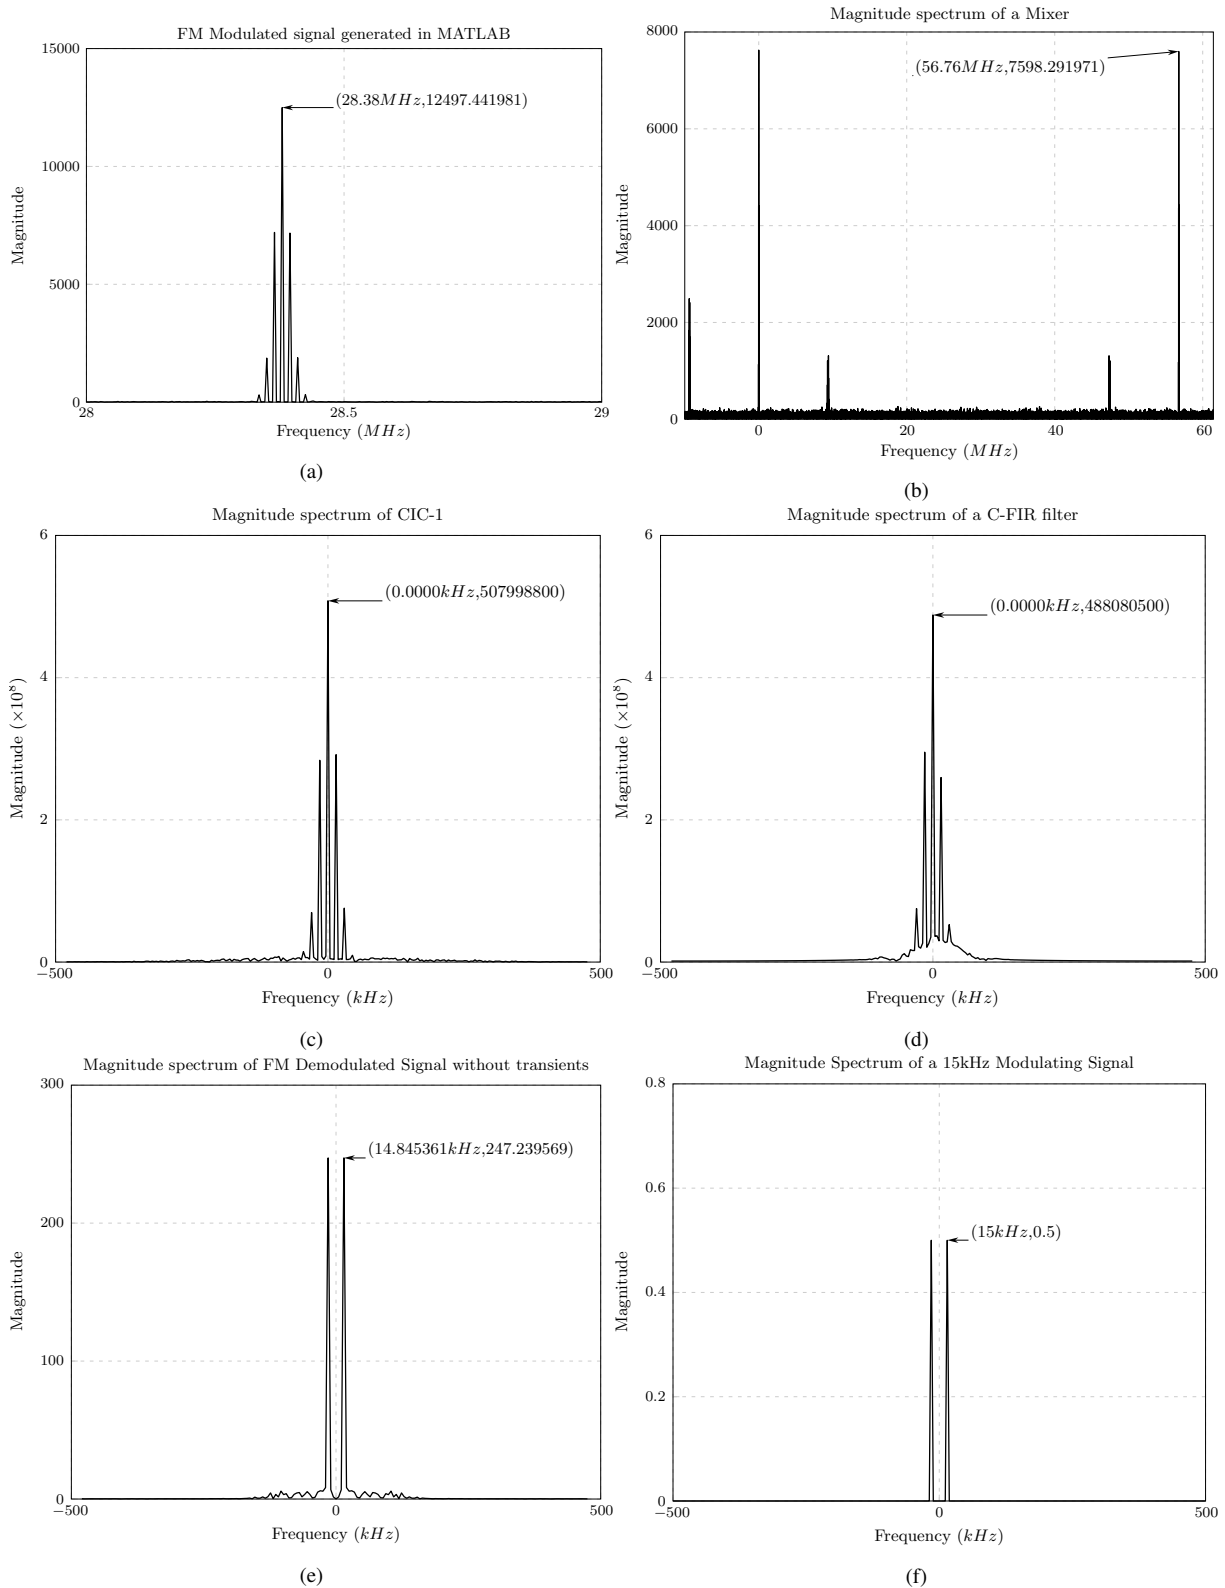 FM Modulated signal generated in MATLAB
15000
10000
5000
0
Magnitude
(28.38MHz,12497.441981)
28
28.5
29
Frequency (MHz)
(a)
Magnitude spectrum of a Mixer
8000
6000
4000
2000
0
Magnitude
(56.76MHz,7598.291971)
0
20
40
60
Frequency (MHz)
(b)
Magnitude spectrum of CIC-1
6
4
2
0
Magnitude (×10⁸)
(0.0000kHz,507998800)
−500
0
500
Frequency (kHz)
(c)
Magnitude spectrum of a C-FIR filter
6
4
2
0
Magnitude (×10⁸)
(0.0000kHz,488080500)
−500
0
500
Frequency (kHz)
(d)
Magnitude spectrum of FM Demodulated Signal without transients
300
200
100
0
Magnitude
(14.845361kHz,247.239569)
−500
0
500
Frequency (kHz)
(e)
Magnitude Spectrum of a 15kHz Modulating Signal
0.8
0.6
0.4
0.2
0
Magnitude
(15kHz,0.5)
−500
0
500
Frequency (kHz)
(f)